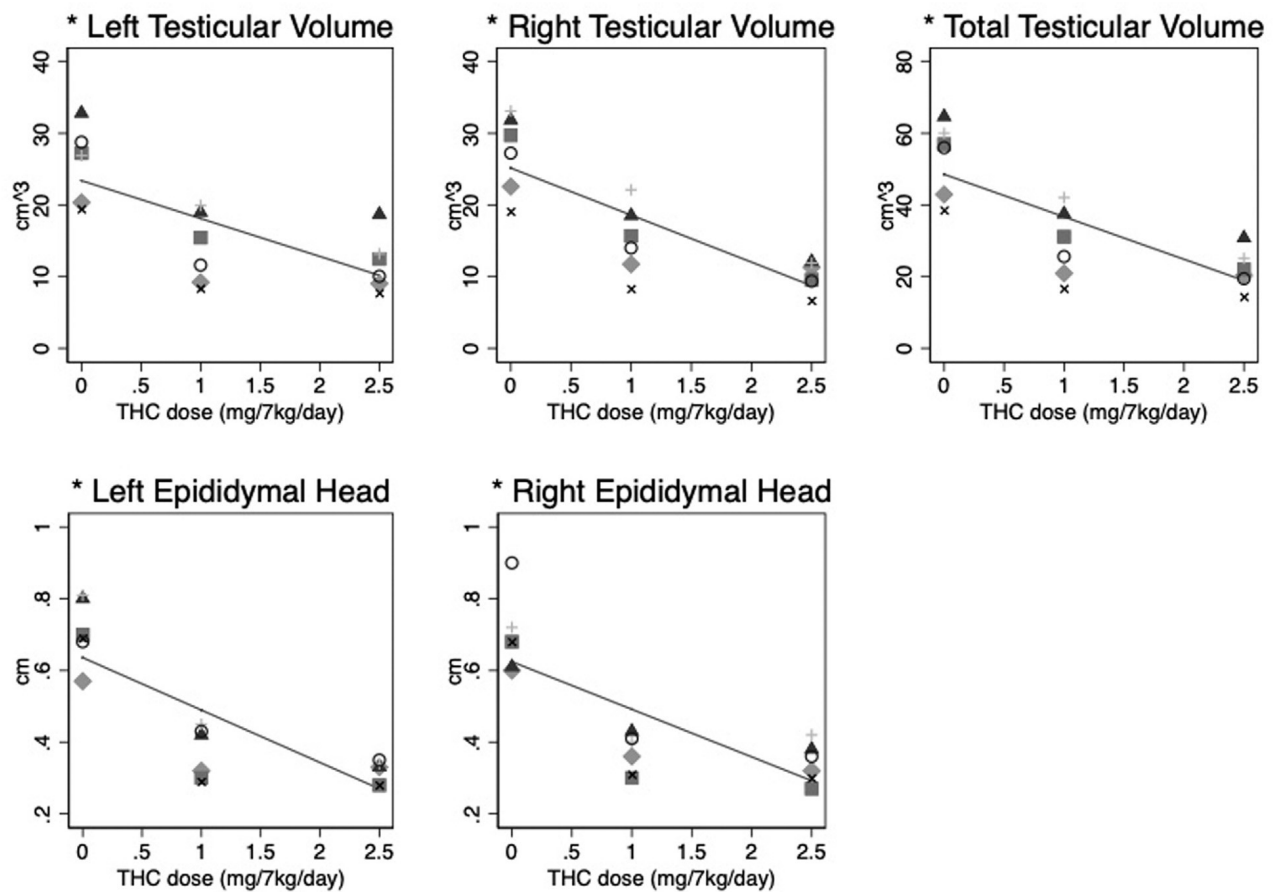 * Left Testicular Volume
40
30
20
10
0
cm^3
0 .5 1 1.5 2 2.5
THC dose (mg/7kg/day)
* Right Testicular Volume
40
30
20
10
0
cm^3
0 .5 1 1.5 2 2.5
THC dose (mg/7kg/day)
* Total Testicular Volume
80
60
40
20
0
cm^3
0 .5 1 1.5 2 2.5
THC dose (mg/7kg/day)
* Left Epididymal Head
1
.8
.6
.4
.2
cm
0 .5 1 1.5 2 2.5
THC dose (mg/7kg/day)
* Right Epididymal Head
1
.8
.6
.4
.2
cm
0 .5 1 1.5 2 2.5
THC dose (mg/7kg/day)